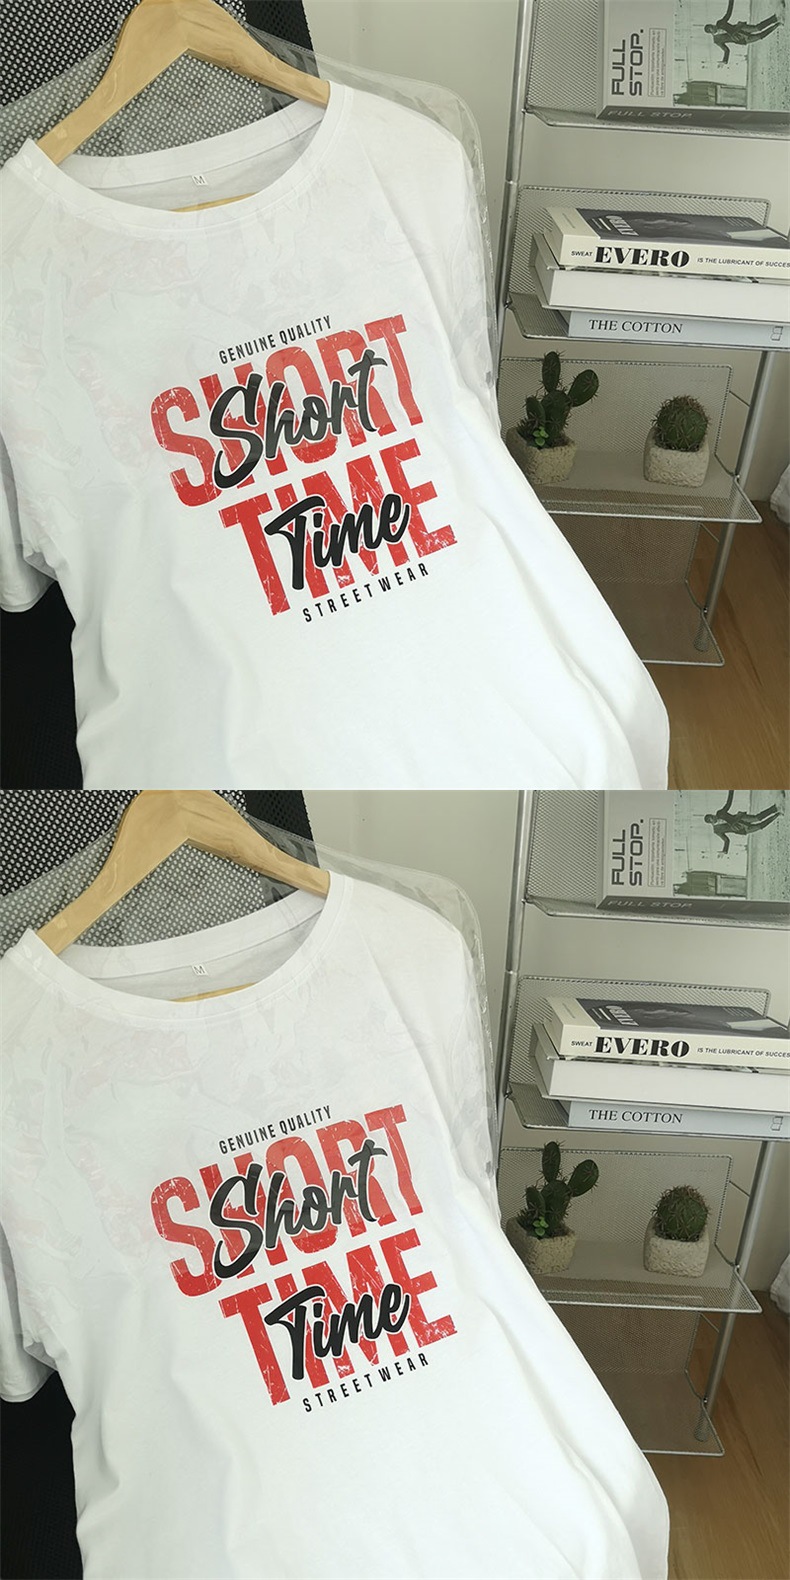 FULL
STOP.
FULL STOP.
M
SWEAT EVERO IS THE LUBRICANT OF SUCCES
THE COTTON
GENUINE QUALITY
SHORT
Short
TIME
Time
STREETWEAR
FULL
STOP.
FULL STOP.
M
SWEAT EVERO IS THE LUBRICANT OF SUCCES
THE COTTON
GENUINE QUALITY
SHORT
Short
TIME
Time
STREETWEAR